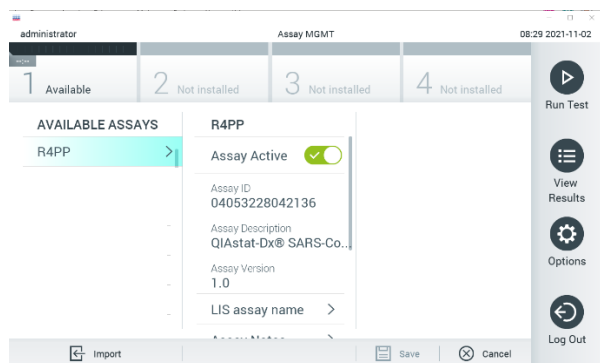 administrator Assay MGMT 08:29 2021-11-02
1 Available 2 Not installed 3 Not installed 4 Not installed
Run Test
AVAILABLE ASSAYS R4PP
R4PP Assay Active
Assay ID
04053228042136
View
Results
Assay Description
QIAstat-Dx® SARS-Co...
Assay Version
1.0
Options
LIS assay name
Assay Notes
Import Save Cancel
Log Out